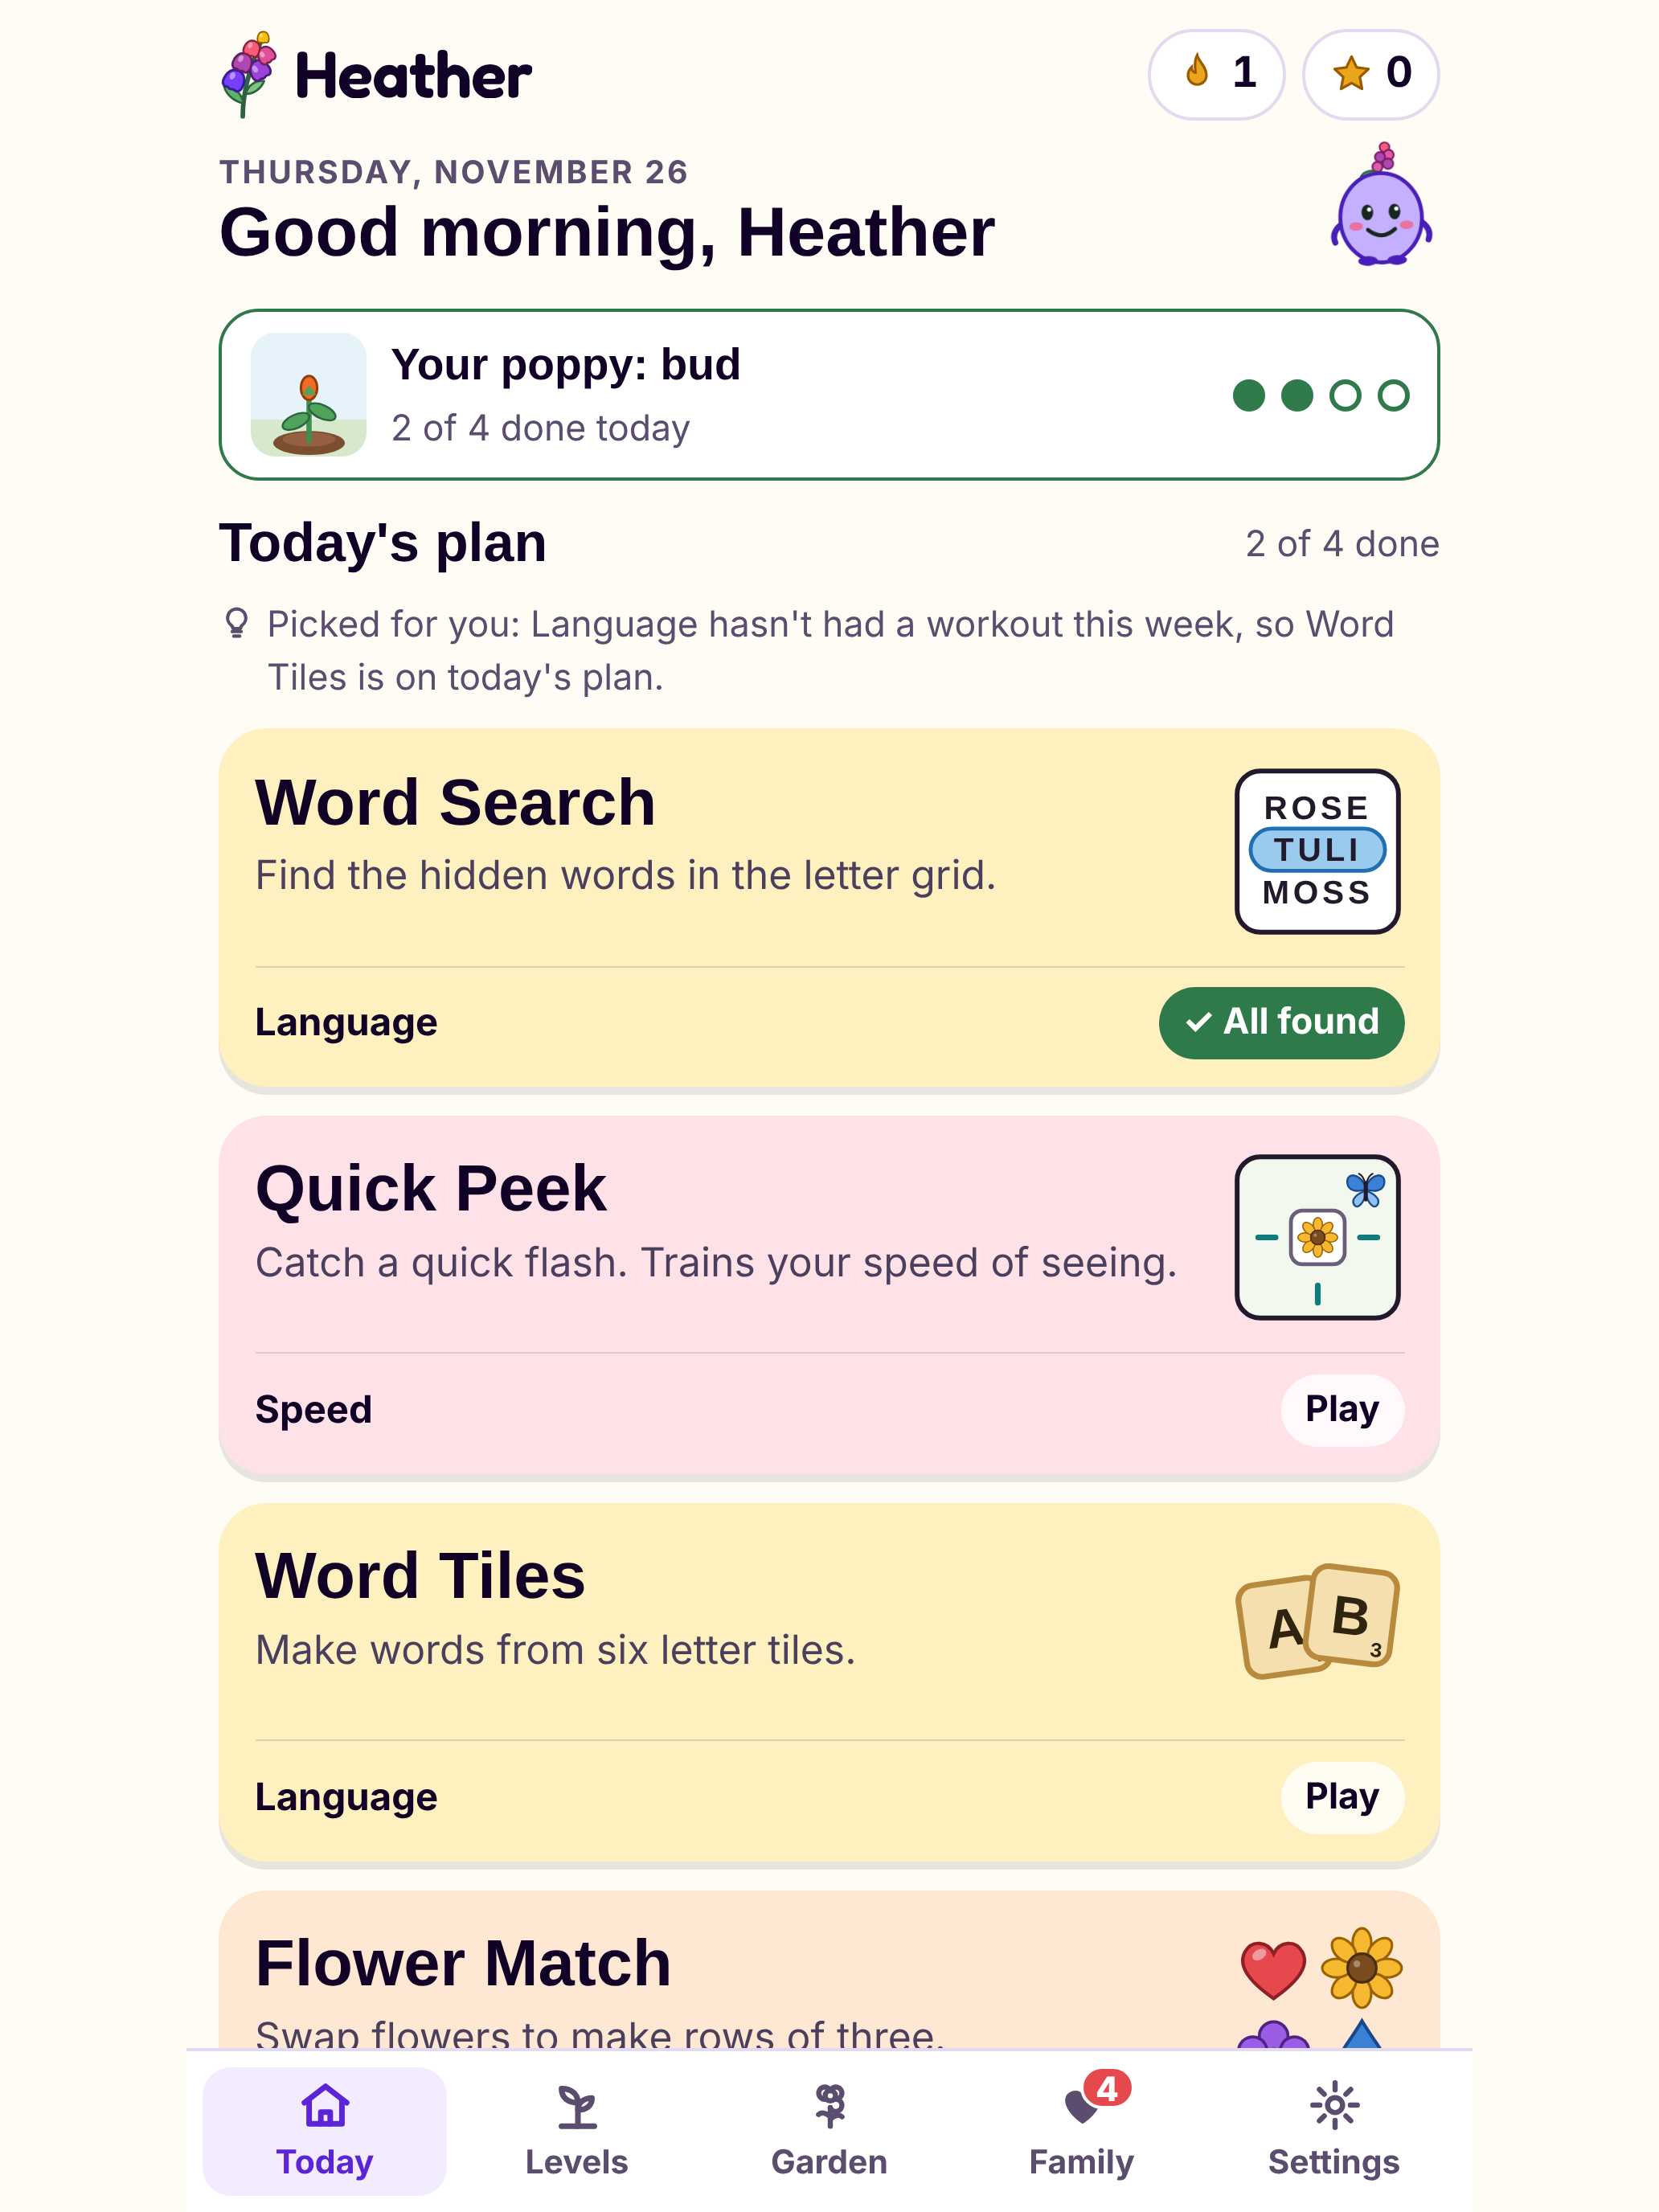 Heather
1
0
THURSDAY, NOVEMBER 26
Good morning, Heather
Your poppy: bud
2 of 4 done today
Today's plan
2 of 4 done
Picked for you: Language hasn't had a workout this week, so Word
Tiles is on today's plan.
Word Search
Find the hidden words in the letter grid.
ROSE
TULI
MOSS
Language
All found
Quick Peek
Catch a quick flash. Trains your speed of seeing.
Speed
Play
Word Tiles
Make words from six letter tiles.
A
B
3
Language
Play
Flower Match
Swap flowers to make rows of three.
Today
Levels
Garden
4
Family
Settings